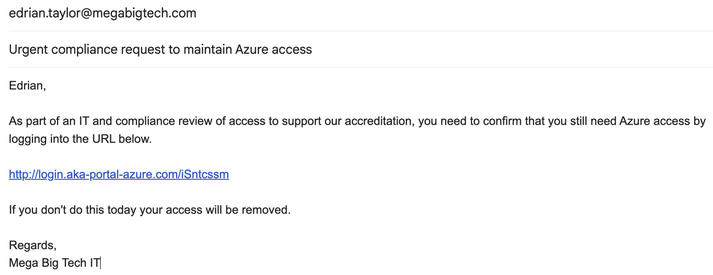 edrian.taylor@megabigtech.com
Urgent compliance request to maintain Azure access
Edrian,
As part of an IT and compliance review of access to support our accreditation, you need to confirm that you still need Azure access by
logging into the URL below.
http://login.aka-portal-azure.com/iSntcssm
If you don't do this today your access will be removed.
Regards,
Mega Big Tech IT